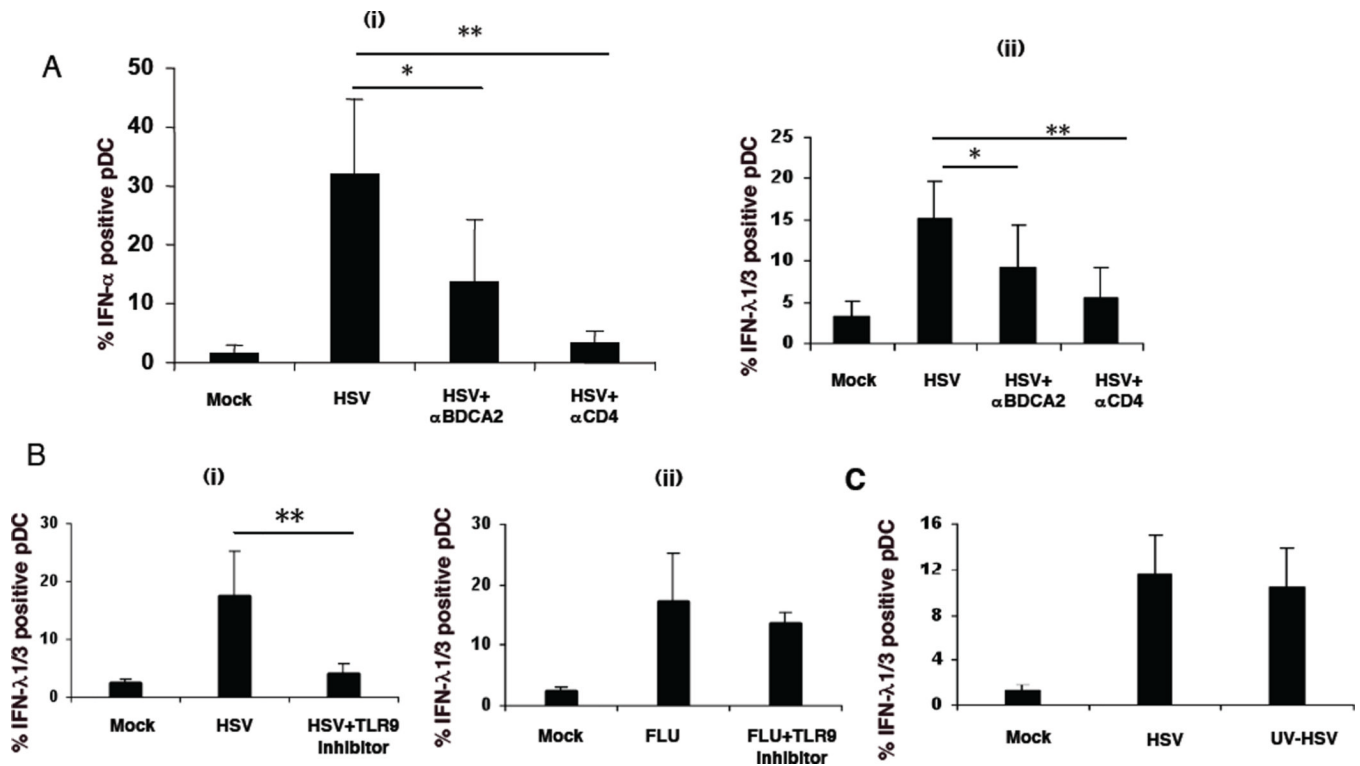 A
(i)
% IFN-α positive pDC
50
40
30
20
10
0
**
*
Mock
HSV
HSV+
αBDCA2
HSV+
αCD4
(ii)
% IFN-λ1/3 positive pDC
25
20
15
10
5
0
**
*
Mock
HSV
HSV+
αBDCA2
HSV+
αCD4
B
(i)
% IFN-λ1/3 positive pDC
30
20
10
0
**
Mock
HSV
HSV+TLR9
Inhibitor
(ii)
% IFN-λ1/3 positive pDC
30
20
10
0
Mock
FLU
FLU+TLR9
Inhibitor
C
% IFN-λ1/3 positive pDC
16
12
8
4
0
Mock
HSV
UV-HSV